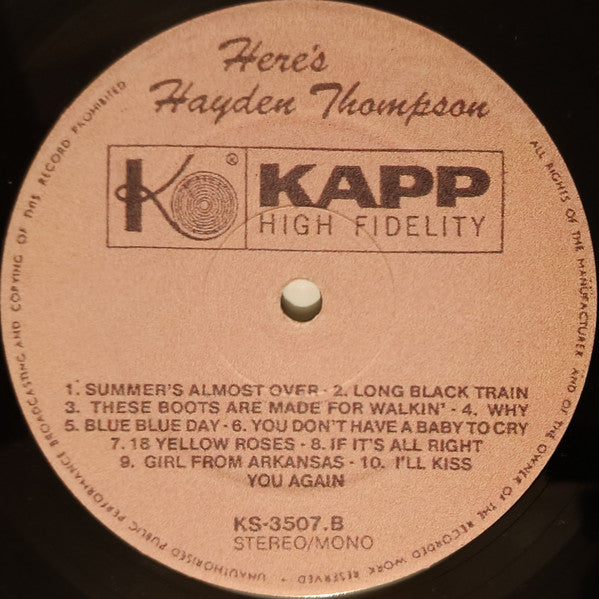 Here's
Hayden Thompson
K ®
KAPP
HIGH FIDELITY
1. SUMMER'S ALMOST OVER - 2. LONG BLACK TRAIN
3. THESE BOOTS ARE MADE FOR WALKIN' - 4. WHY
5. BLUE BLUE DAY - 6. YOU DON'T HAVE A BABY TO CRY
7. 18 YELLOW ROSES - 8. IF IT'S ALL RIGHT
9. GIRL FROM ARKANSAS - 10. I'LL KISS
YOU AGAIN
KS-3507.B
STEREO/MONO
ALL RIGHTS OF THE MANUFACTURER AND OF THE OWNER OF THE RECORDED WORK RESERVED • UNAUTHORISED PUBLIC PERFORMANCE BROADCASTING AND COPYING OF THIS RECORD PROHIBITED